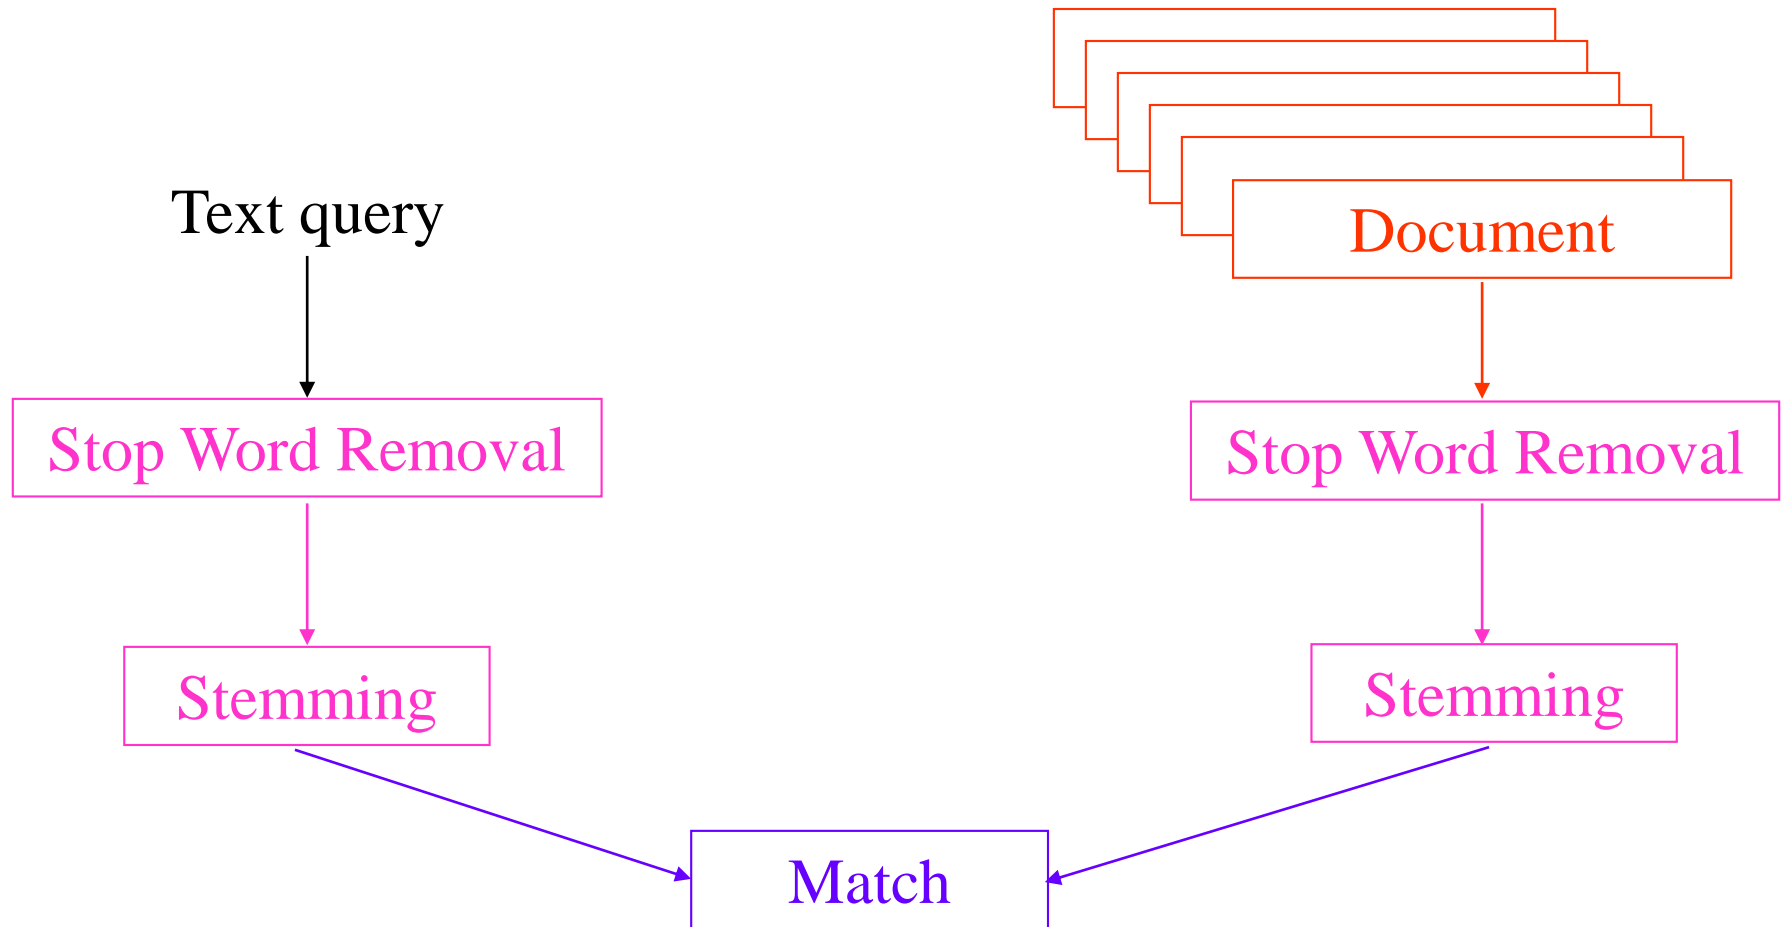 Text query
Document
Stop Word Removal
Stop Word Removal
Stemming
Stemming
Match